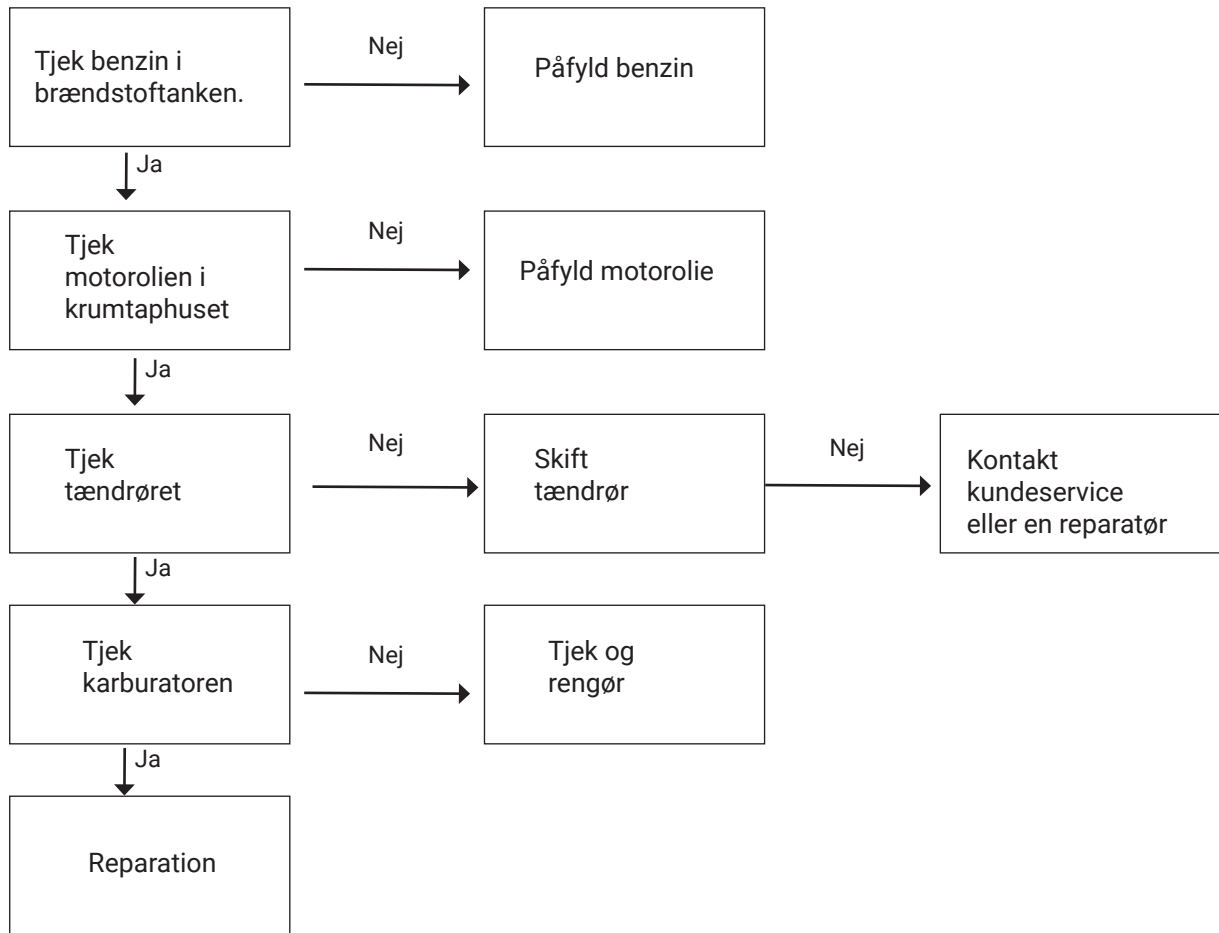 Tjek benzin i
brændstoftanken.
Nej
Påfyld benzin
Ja
Tjek
motorolien i
krumtaphuset
Nej
Påfyld motorolie
Ja
Tjek
tændrøret
Nej
Skift
tændrør
Nej
Kontakt
kundeservice
eller en reparatør
Ja
Tjek
karburatoren
Nej
Tjek og
rengør
Ja
Reparation